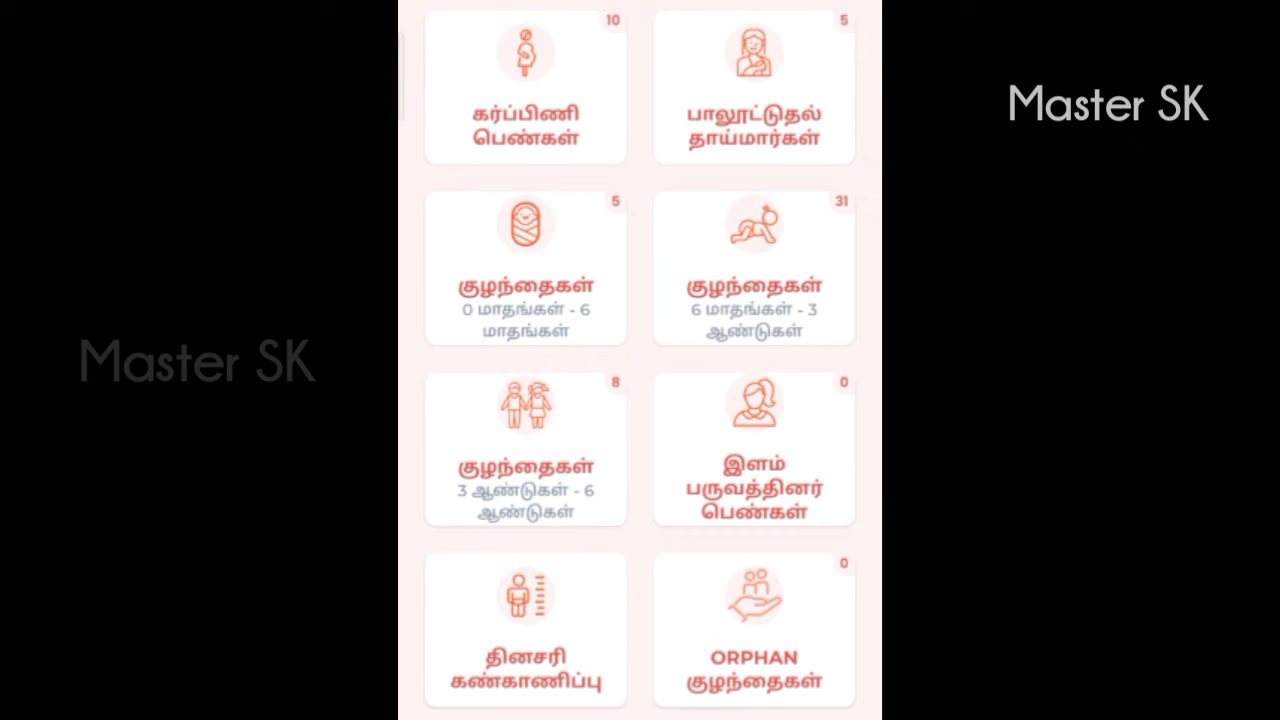 10
கர்ப்பிணி
பெண்கள்
5
பாலூட்டுதல்
தாய்மார்கள்
Master SK
5
குழந்தைகள்
0 மாதங்கள் - 6
மாதங்கள்
31
குழந்தைகள்
6 மாதங்கள் - 3
ஆண்டுகள்
Master SK
8
குழந்தைகள்
3 ஆண்டுகள் - 6
ஆண்டுகள்
0
இளம்
பருவத்தினர்
பெண்கள்
தினசரி
கண்காணிப்பு
0
ORPHAN
குழந்தைகள்